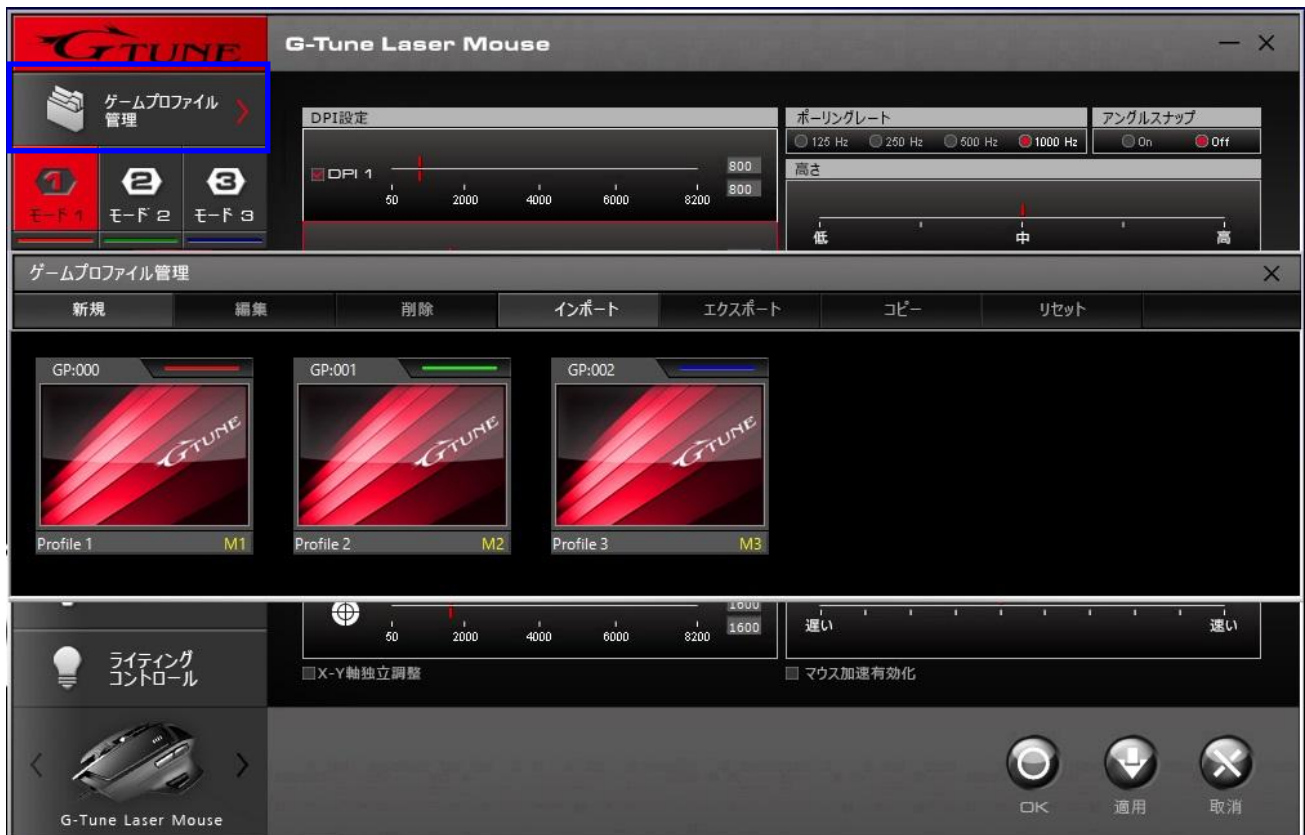 GTUNE
G-Tune Laser Mouse
ゲームプロファイル
管理
DPI設定
ポーリングレート
アングルスナップ
125 Hz 250 Hz 500 Hz 1000 Hz
On Off
DPI 1
800
800
50 2000 4000 6000 8200
高さ
低 中 高
1 2 3
モード 1 モード 2 モード 3
ゲームプロファイル管理
新規 編集 削除 インポート エクスポート コピー リセット
GP:000 GP:001 GP:002
GTUNE GTUNE GTUNE
Profile 1 M1 Profile 2 M2 Profile 3 M3
1600
1600
50 2000 4000 6000 8200
遅い 速い
X-Y軸独立調整
マウス加速有効化
ライティング
コントロール
G-Tune Laser Mouse
OK 適用 取消